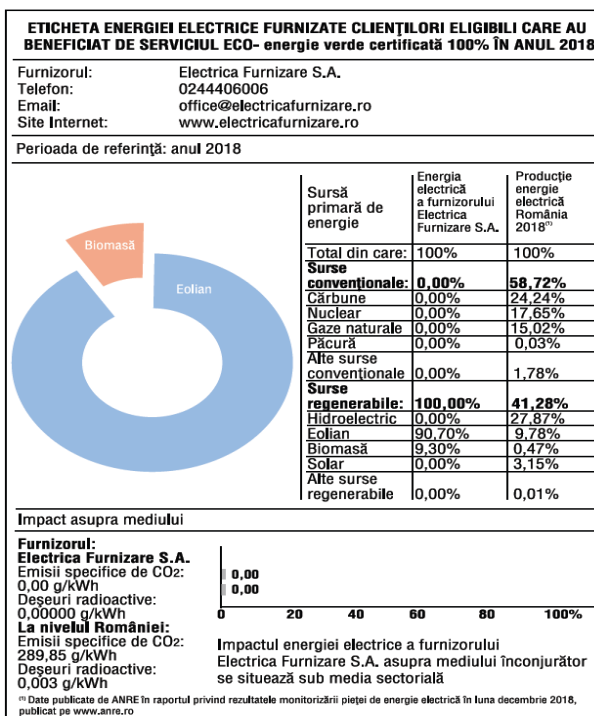 ETICHETA ENERGIEI ELECTRICE FURNIZATE CLIENȚILORI ELIGIBILI CARE AU
BENEFICIAT DE SERVICIUL ECO- energie verde certificată 100% ÎN ANUL 2018
Furnizorul: Electrica Furnizare S.A.
Telefon: 0244406006
Email: office@electricafurnizare.ro
Site Internet: www.electricafurnizare.ro
Perioada de referință: anul 2018
Biomasă
Eolian
Sursă
primară de
energie
Energia
electrică
a furnizorului
Electrica
Furnizare S.A.
Producție
energie
electrică
România
2018⁽¹⁾
Total din care: 100% 100%
Surse
convenționale: 0,00% 58,72%
Cărbune 0,00% 24,24%
Nuclear 0,00% 17,65%
Gaze naturale 0,00% 15,02%
Păcură 0,00% 0,03%
Alte surse
convenționale 0,00% 1,78%
Surse
regenerabile: 100,00% 41,28%
Hidroelectric 0,00% 27,87%
Eolian 90,70% 9,78%
Biomasă 9,30% 0,47%
Solar 0,00% 3,15%
Alte surse
regenerabile 0,00% 0,01%
Impact asupra mediului
Furnizorul:
Electrica Furnizare S.A.
Emisii specifice de CO2:
0,00 g/kWh
Deșeuri radioactive:
0,00000 g/kWh
La nivelul României:
Emisii specifice de CO2:
289,85 g/kWh
Deșeuri radioactive:
0,003 g/kWh
0,00
0,00
0 20 40 60 80 100%
Impactul energiei electrice a furnizorului
Electrica Furnizare S.A. asupra mediului înconjurător
se situează sub media sectorială
⁽¹⁾ Date publicate de ANRE în raportul privind rezultatele monitorizării pieței de energie electrică în luna decembrie 2018,
publicat pe www.anre.ro